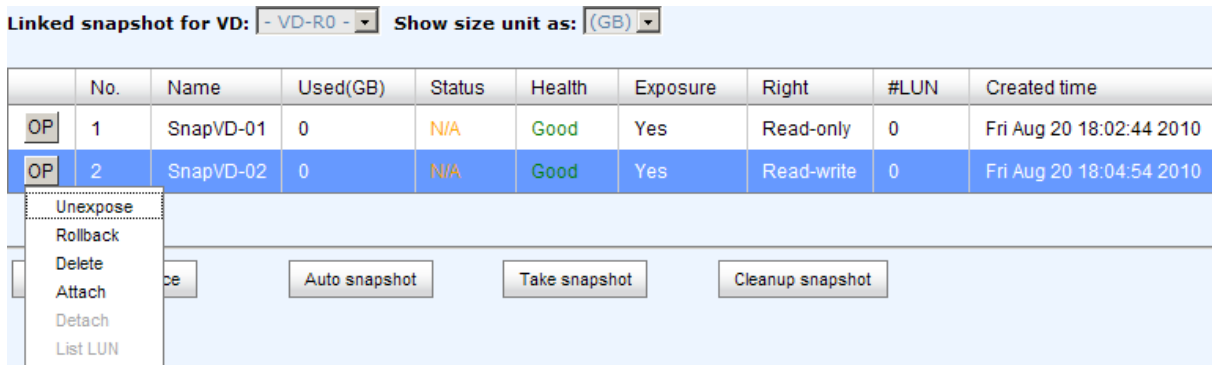 Linked snapshot for VD: - VD-R0 - Show size unit as: (GB)
No. Name Used(GB) Status Health Exposure Right #LUN Created time
OP 1 SnapVD-01 0 N/A Good Yes Read-only 0 Fri Aug 20 18:02:44 2010
OP 2 SnapVD-02 0 N/A Good Yes Read-write 0 Fri Aug 20 18:04:54 2010
Unexpose
Rollback
Delete
Attach
Detach
List LUN
Auto snapshot Take snapshot Cleanup snapshot